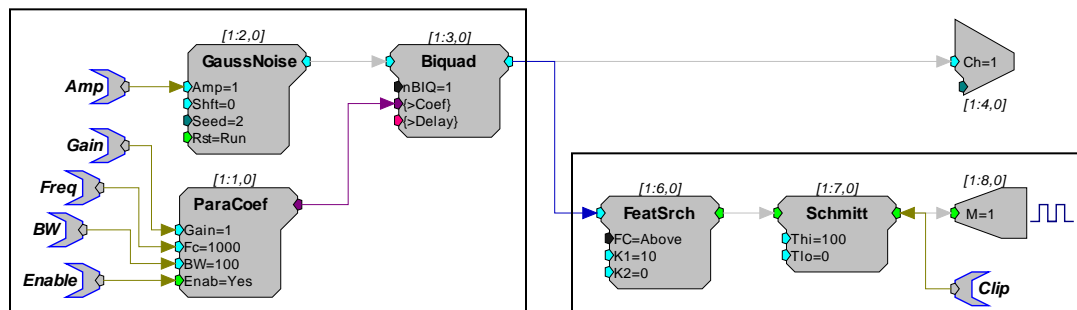 [1:2,0]
GaussNoise
Amp=1
Shft=0
Seed=2
Rst=Run
[1:3,0]
Biquad
nBIQ=1
{>Coef}
{>Delay}
Ch=1
[1:4,0]
Amp
Gain
Freq
BW
Enable
[1:1,0]
ParaCoef
Gain=1
Fc=1000
BW=100
Enab=Yes
[1:6,0]
FeatSrch
FC=Above
K1=10
K2=0
[1:7,0]
Schmitt
Thi=100
Tlo=0
[1:8,0]
M=1
Clip